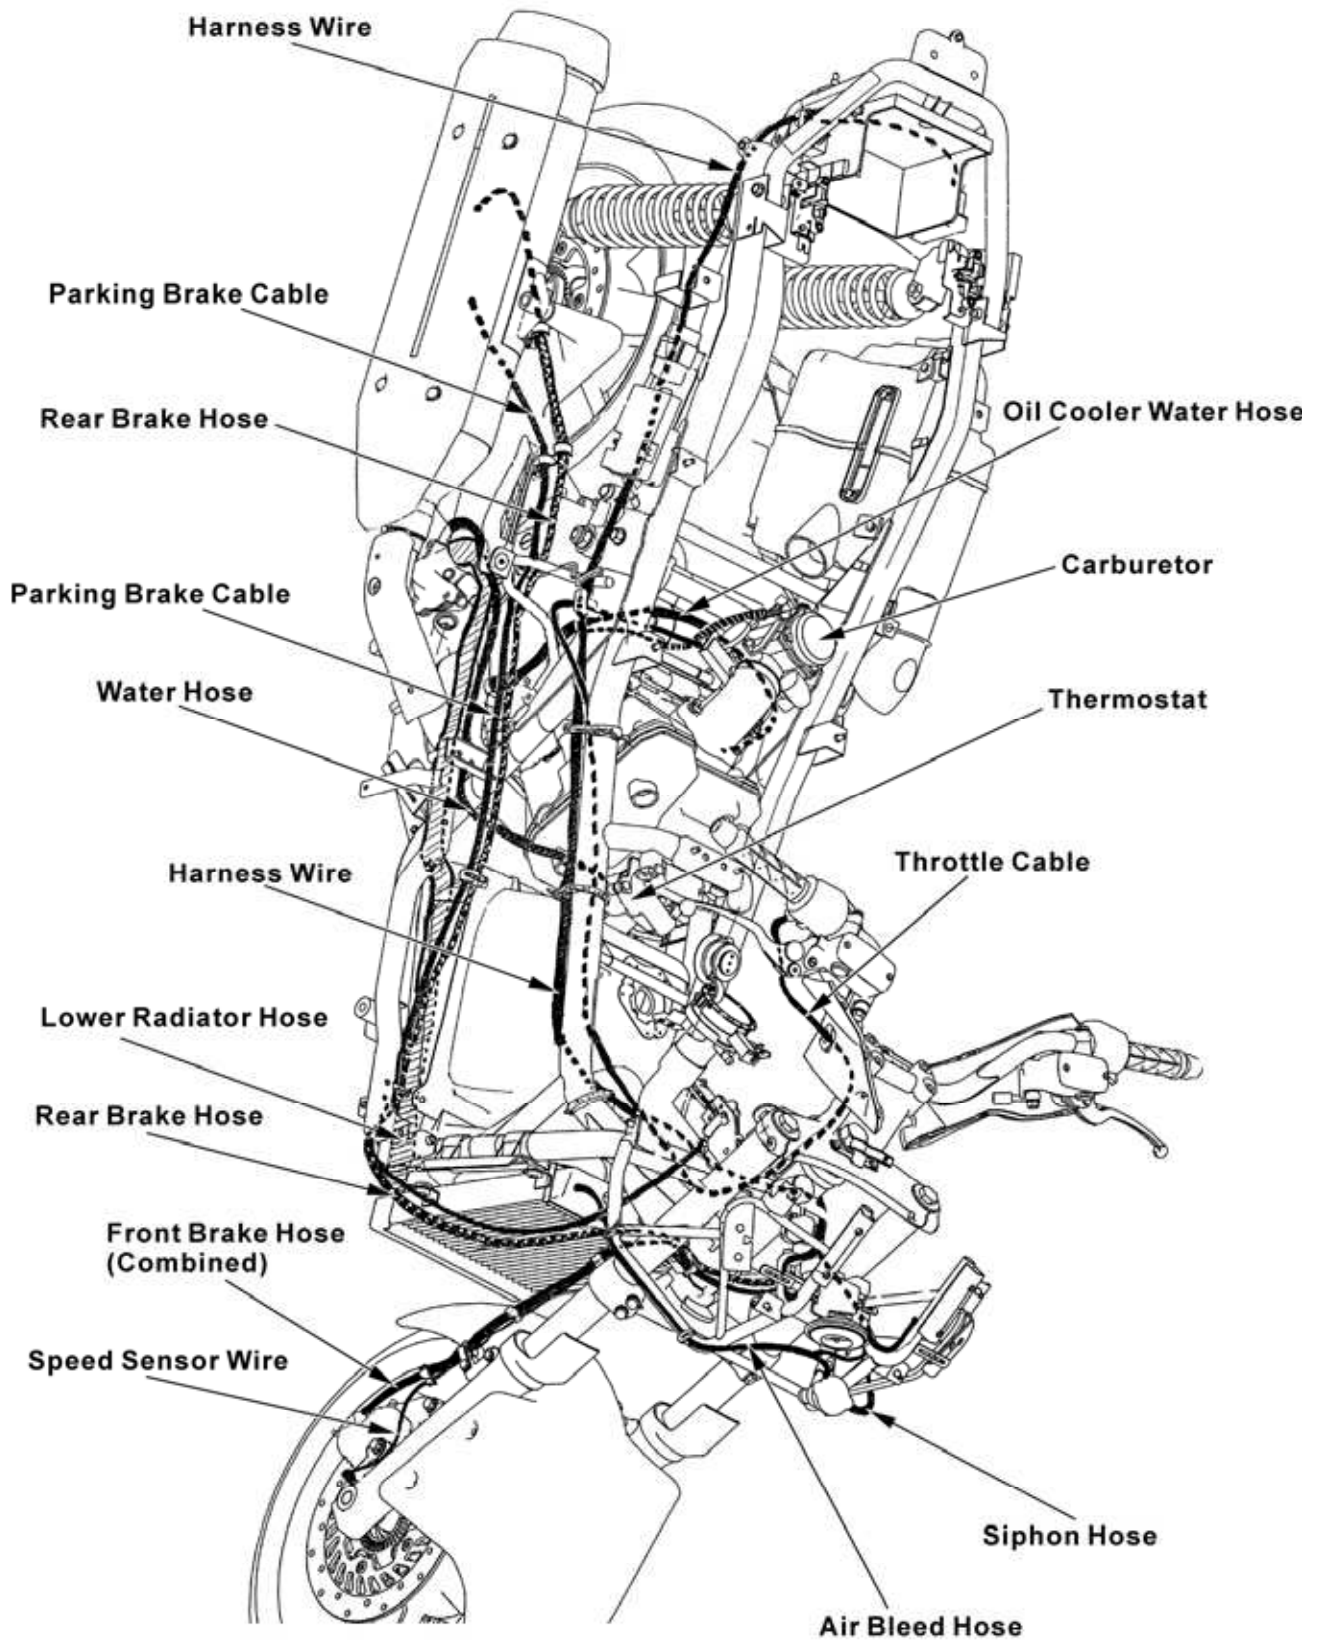 Harness Wire
Parking Brake Cable
Rear Brake Hose
Oil Cooler Water Hose
Carburetor
Parking Brake Cable
Water Hose
Thermostat
Throttle Cable
Harness Wire
Lower Radiator Hose
Rear Brake Hose
Front Brake Hose
(Combined)
Speed Sensor Wire
Siphon Hose
Air Bleed Hose